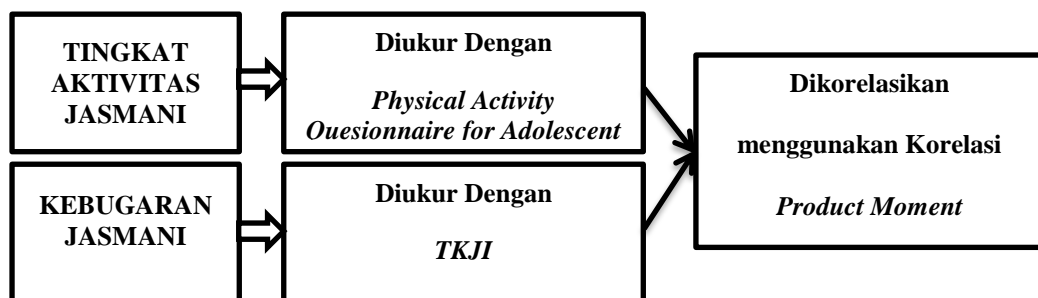 TINGKAT
AKTIVITAS
JASMANI
Diukur Dengan
Physical Activity
Ouesionnaire for Adolescent
KEBUGARAN
JASMANI
Diukur Dengan
TKJI
Dikorelasikan
menggunakan Korelasi
Product Moment